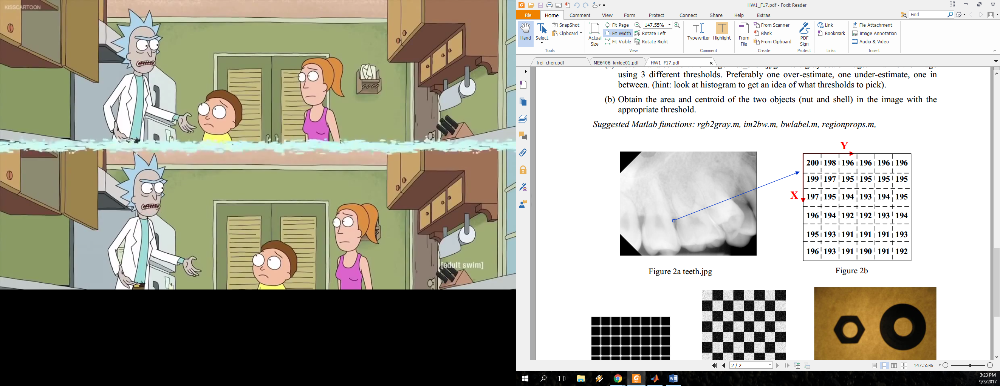 KISSCARTOON
[adult swim]
HW1_F17.pdf - Foxit Reader
File Home Comment View Form Protect Connect Share Help Extras
Find
Hand
Select
SnapShot
Clipboard
Tools
Actual Size
Fit Page
Fit Width
Fit Visible
147.55%
Rotate Left
Rotate Right
View
Typewriter
Highlight
Comment
From File
From Scanner
Blank
From Clipboard
Create
PDF Sign
Protect
Link
Bookmark
Links
File Attachment
Image Annotation
Audio & Video
Insert
frei_chen.pdf
ME6406_kmlee01.pdf
HW1_F17.pdf
using 3 different thresholds. Preferably one over-estimate, one under-estimate, one in
between. (hint: look at histogram to get an idea of what thresholds to pick).
(b) Obtain the area and centroid of the two objects (nut and shell) in the image with the
appropriate threshold.
Suggested Matlab functions: rgb2gray.m, im2bw.m, bwlabel.m, regionprops.m,
Y
X
200 198 196 196 196 196
199 197 195 195 195 195
197 195 194 193 194 195
196 194 192 192 193 194
195 193 191 191 191 193
196 193 191 190 191 192
Figure 2a teeth.jpg
Figure 2b
2 / 2
147.55%
3:23 PM
9/3/2017